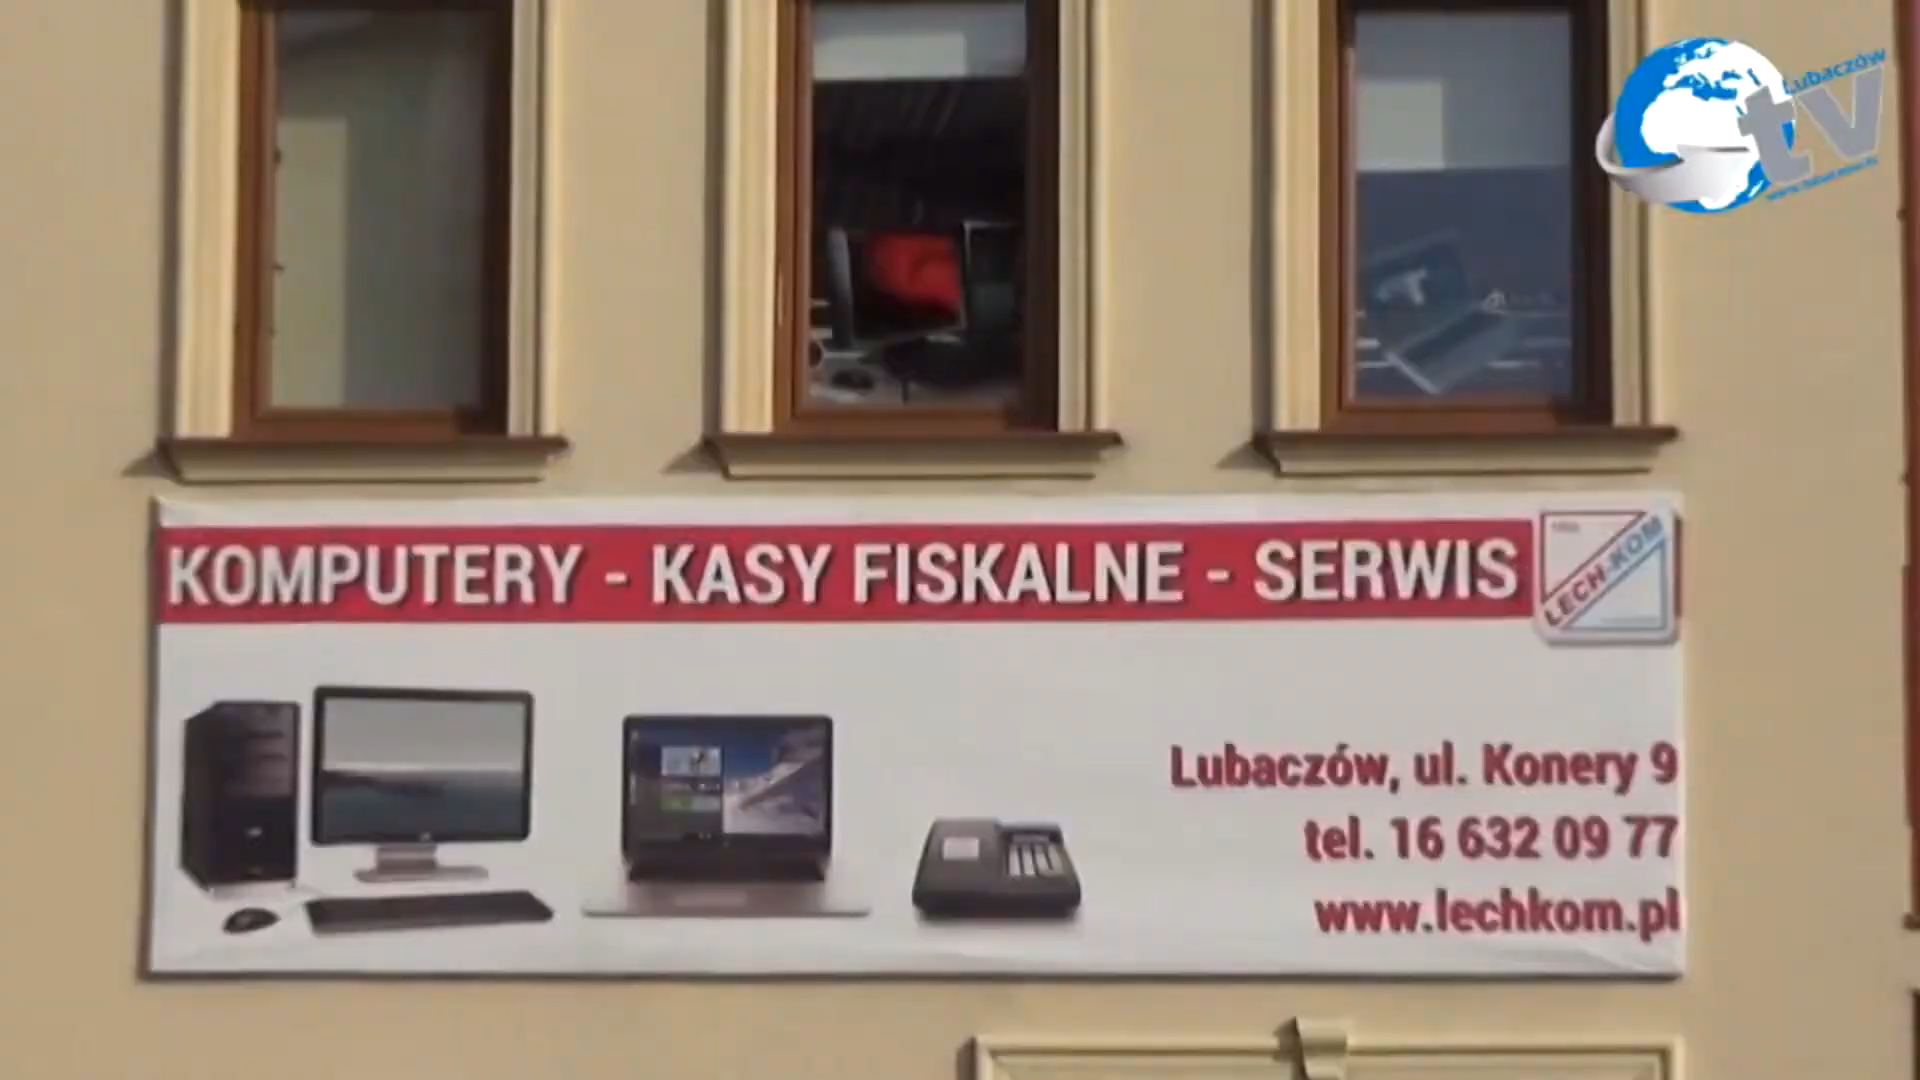 Lubaczów
tv
KOMPUTERY - KASY FISKALNE - SERWIS
LECH-KOM
Lubaczów, ul. Konery 9
tel. 16 632 09 77
www.lechkom.pl